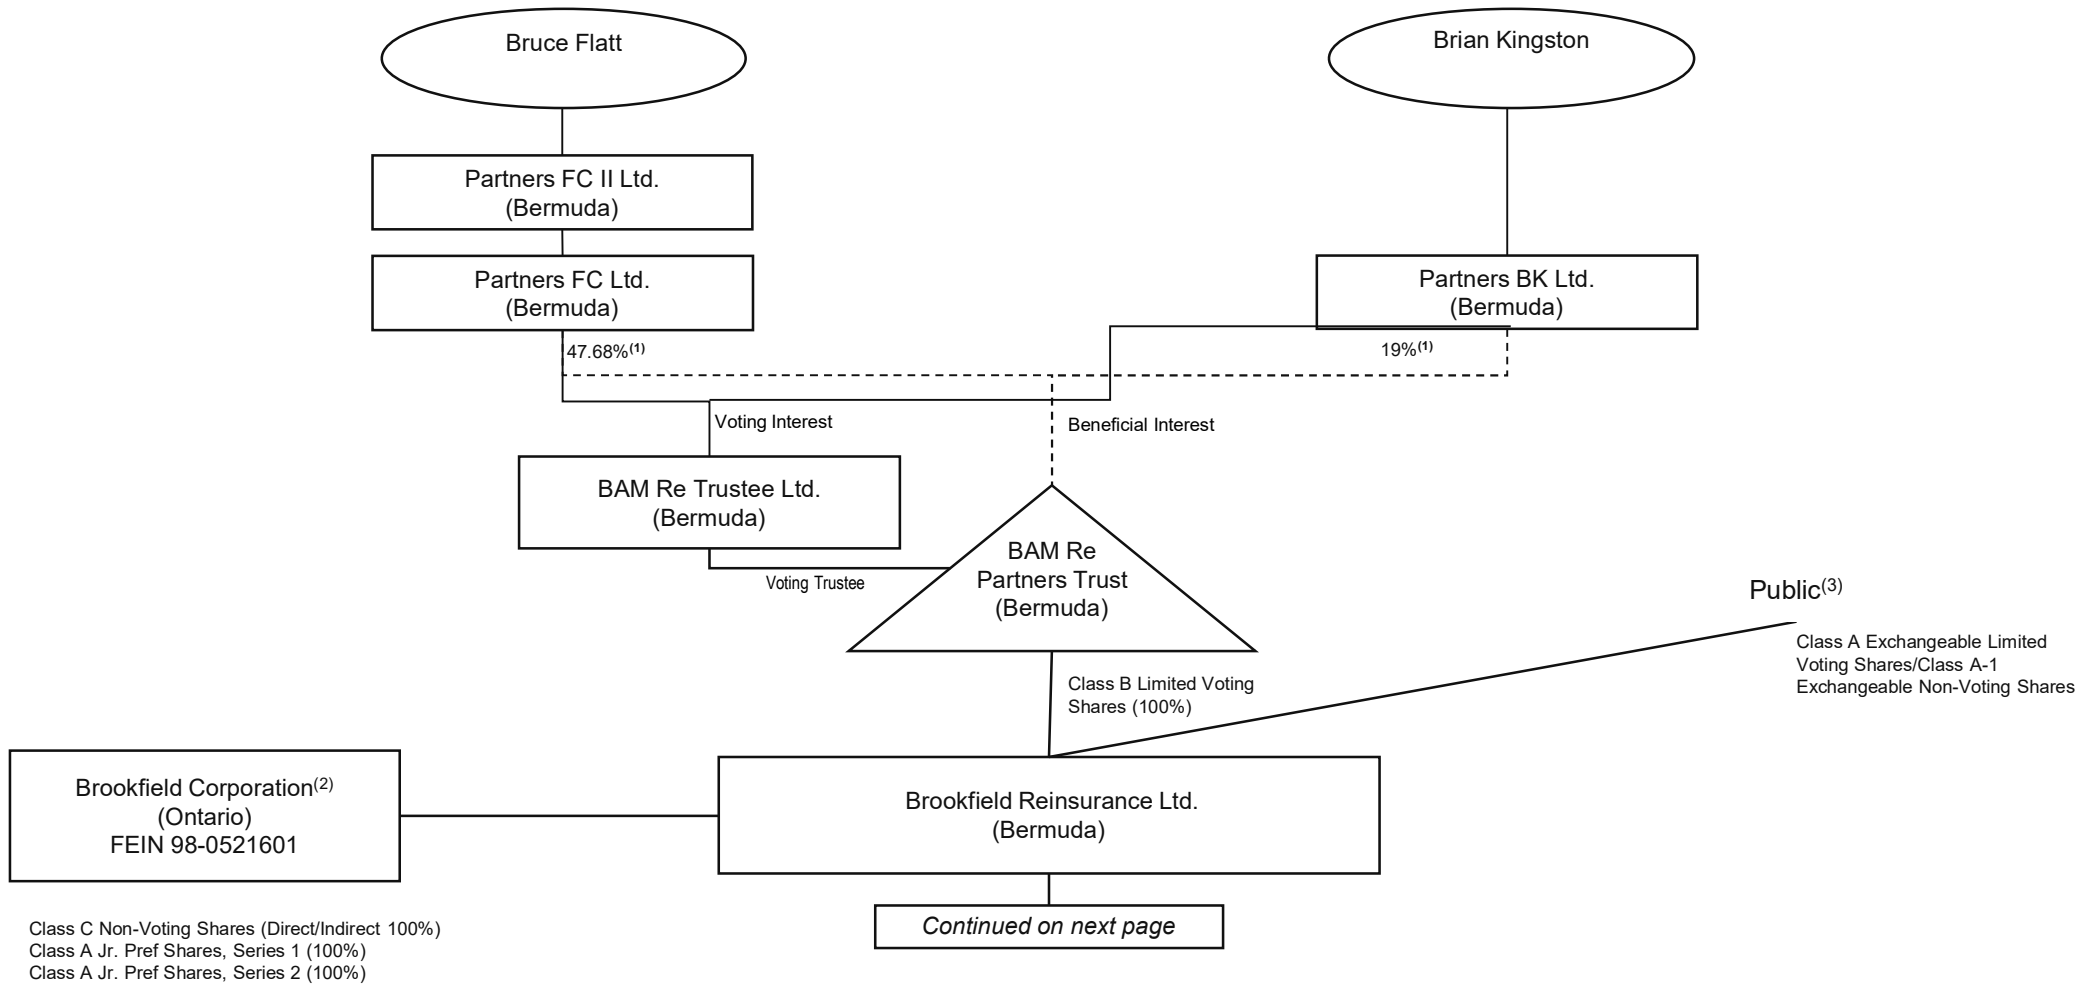 Bruce Flatt
Brian Kingston
Partners FC II Ltd.
(Bermuda)
Partners FC Ltd.
(Bermuda)
Partners BK Ltd.
(Bermuda)
47.68%(1)
19%(1)
Voting Interest
Beneficial Interest
BAM Re Trustee Ltd.
(Bermuda)
Voting Trustee
BAM Re
Partners Trust
(Bermuda)
Public(3)
Class A Exchangeable Limited
Voting Shares/Class A-1
Exchangeable Non-Voting Shares
Class B Limited Voting
Shares (100%)
Brookfield Corporation(2)
(Ontario)
FEIN 98-0521601
Brookfield Reinsurance Ltd.
(Bermuda)
Continued on next page
Class C Non-Voting Shares (Direct/Indirect 100%)
Class A Jr. Pref Shares, Series 1 (100%)
Class A Jr. Pref Shares, Series 2 (100%)